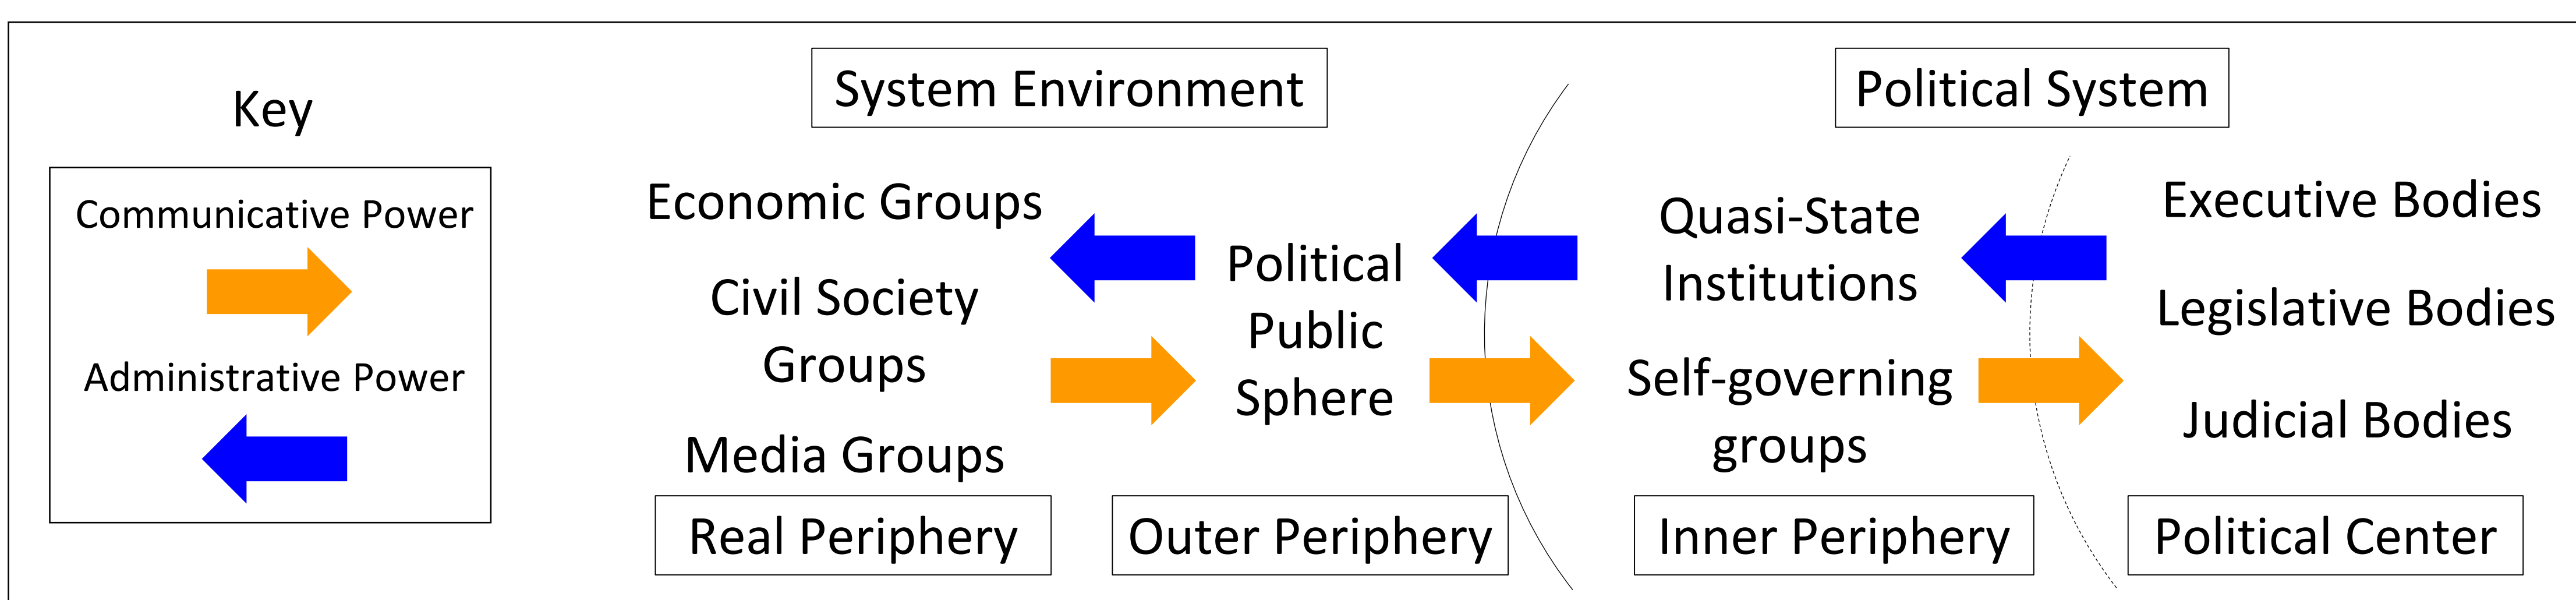 Key
Communicative Power
Administrative Power
System Environment
Political System
Economic Groups
Civil Society
Groups
Media Groups
Real Periphery
Political
Public
Sphere
Outer Periphery
Quasi-State
Institutions
Self-governing
groups
Inner Periphery
Executive Bodies
Legislative Bodies
Judicial Bodies
Political Center